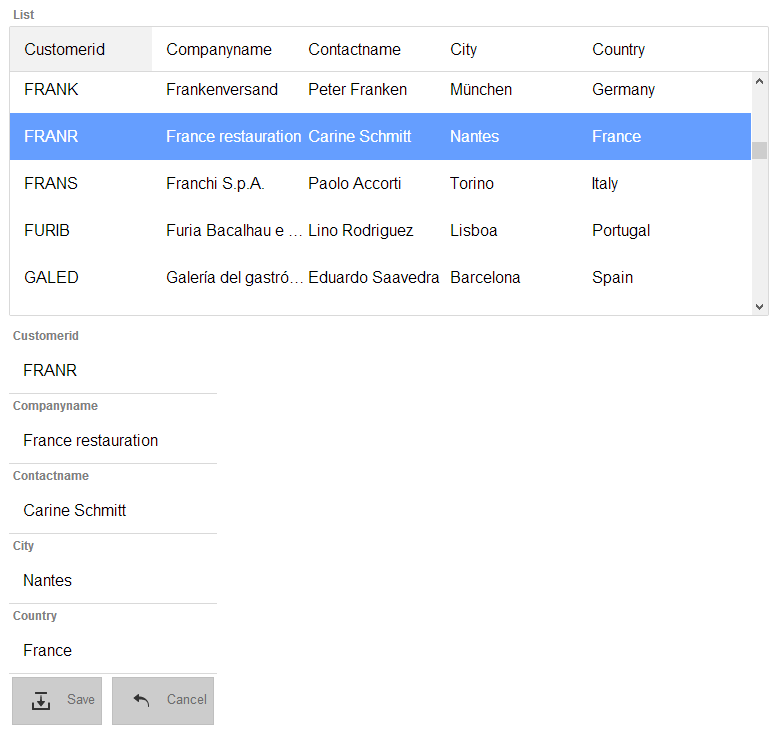 List
Customerid Companyname Contactname City Country
FRANK Frankenversand Peter Franken München Germany
FRANR France restauration Carine Schmitt Nantes France
FRANS Franchi S.p.A. Paolo Accorti Torino Italy
FURIB Furia Bacalhau e ... Lino Rodriguez Lisboa Portugal
GALED Galería del gastró... Eduardo Saavedra Barcelona Spain
Customerid
FRANR
Companyname
France restauration
Contactname
Carine Schmitt
City
Nantes
Country
France
Save Cancel